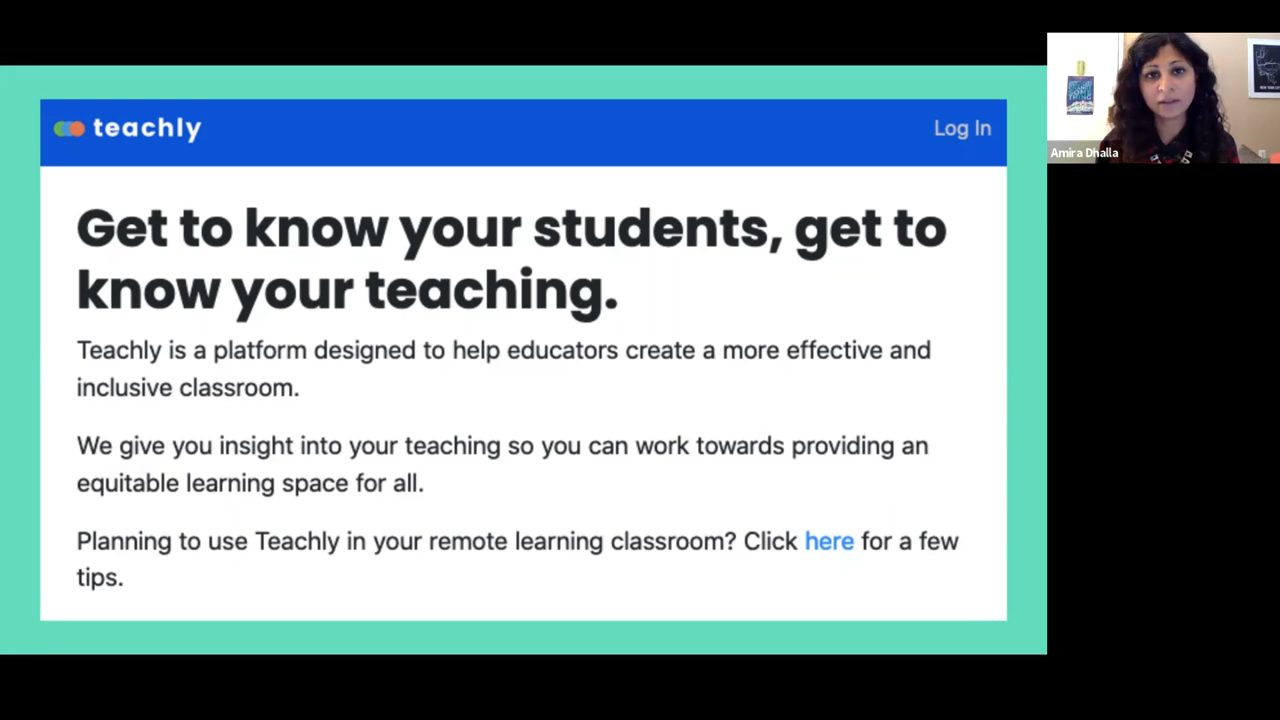 teachly
Log In
Get to know your students, get to
know your teaching.
Teachly is a platform designed to help educators create a more effective and
inclusive classroom.
We give you insight into your teaching so you can work towards providing an
equitable learning space for all.
Planning to use Teachly in your remote learning classroom? Click here for a few
tips.
Amira Dhalla